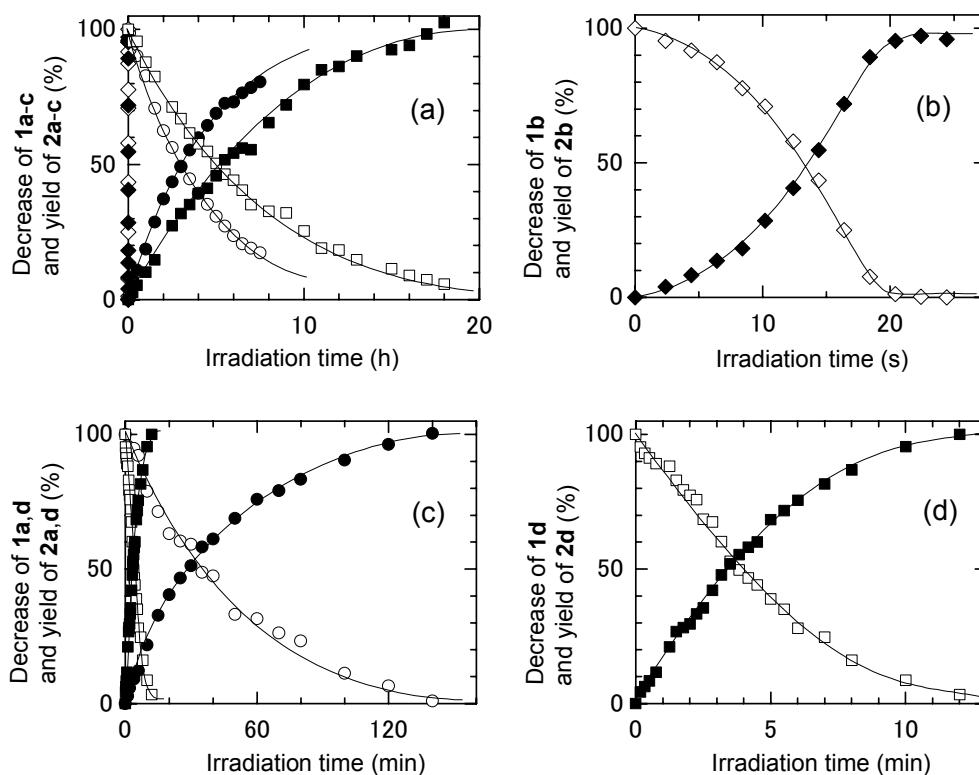 Decrease of 1a-c
and yield of 2a-c (%)
100
50
0
0
10
20
Irradiation time (h)
(a)
Decrease of 1b
and yield of 2b (%)
100
50
0
0
10
20
Irradiation time (s)
(b)
Decrease of 1a,d
and yield of 2a,d (%)
100
50
0
0
60
120
Irradiation time (min)
(c)
Decrease of 1d
and yield of 2d (%)
100
50
0
0
5
10
Irradiation time (min)
(d)